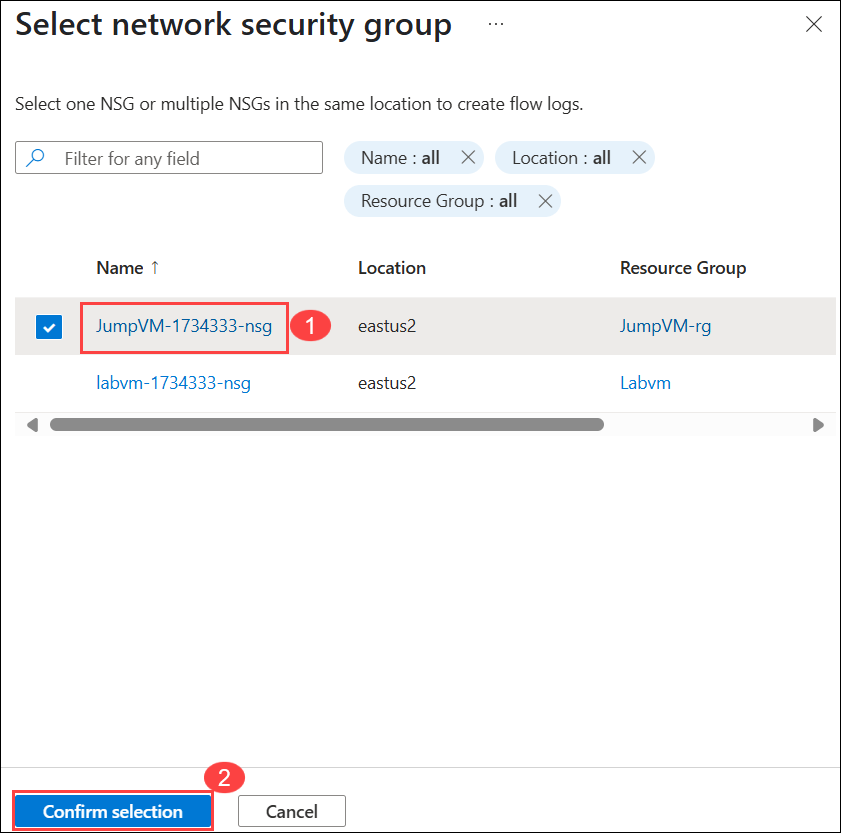 Select network security group ...
Select one NSG or multiple NSGs in the same location to create flow logs.
Filter for any field
Name : all
Location : all
Resource Group : all
Name ↑ Location Resource Group
JumpVM-1734333-nsg 1 eastus2 JumpVM-rg
labvm-1734333-nsg eastus2 Labvm
2
Confirm selection Cancel